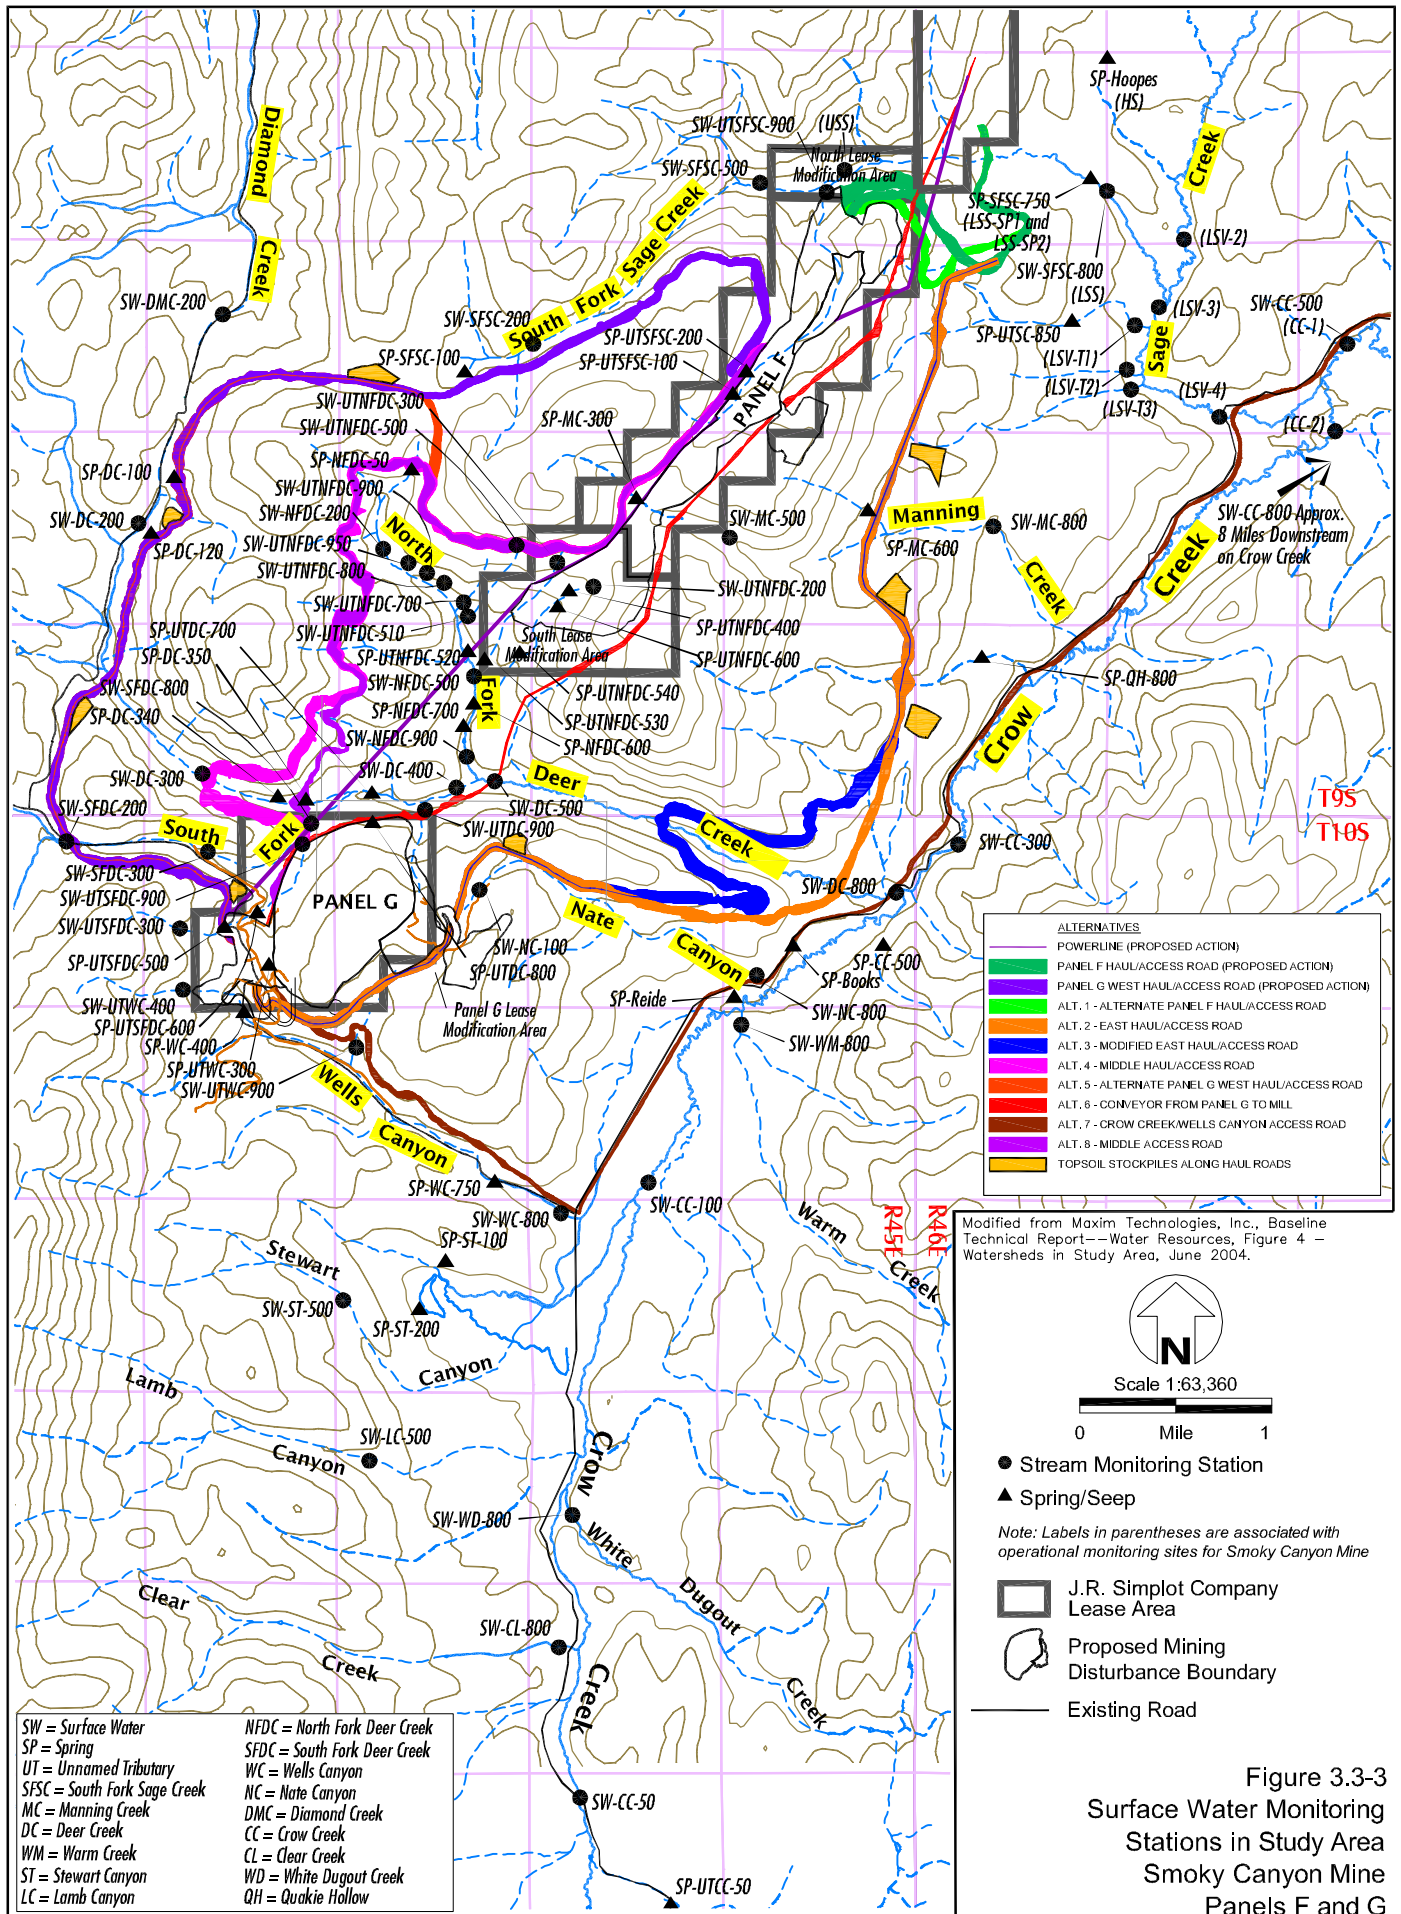 SP-Hoopes
(HS)
Diamond
Creek
SW-UTSFSC-900
(USS)
North Lease
Modification Area
SW-SFSC-500
Creek
SP-SFSC-750
(LSS-SP1 and
LSS-SP2)
(LSV-2)
SW-SFSC-800
(LSS)
South Fork Sage Creek
SW-DMC-200
SW-SFSC-200
(LSV-3)
SW-CC-500
(CC-1)
SP-UTSC-850
Sage
SP-UTSFSC-200
SP-UTSFSC-100
SP-SFSC-100
(LSV-T1)
(LSV-T2)
(LSV-T3)
(LSV-4)
PANEL F
SW-UTNFDC-300
SW-UTNFDC-500
SP-MC-300
(CC-2)
SP-NFDC-50
SP-DC-100
SW-UTNFDC-900
SW-NFDC-200
SW-DC-200
SP-DC-120
North
SW-MC-500
Manning
SW-MC-800
SP-MC-600
SW-CC-800 Approx.
8 Miles Downstream
on Crow Creek
SW-UTNFDC-950
SW-UTNFDC-800
SW-UTNFDC-700
SW-UTNFDC-510
SW-UTNFDC-200
SP-UTNFDC-400
SP-UTNFDC-600
Creek
Creek
SP-UTDC-700
SP-DC-350
South Lease
Modification Area
SP-UTNFDC-520
SW-NFDC-500
SP-NFDC-700
Fork
SP-UTNFDC-540
SP-UTNFDC-530
SP-NFDC-600
SP-QH-800
SW-SFDC-800
SP-DC-340
Crow
SW-NFDC-900
SW-DC-400
SW-DC-300
Deer
SW-DC-500
SW-UTDC-900
SW-SFDC-200
South
Fork
Creek
T9S
T10S
SW-CC-300
SW-SFDC-300
SW-UTSFDC-900
SW-UTSFDC-300
SP-UTSFDC-500
PANEL G
Nate
SW-DC-800
SW-NC-100
SP-UTDC-800
Canyon
SP-CC-500
SP-Books
SP-Reide
SW-NC-800
SW-WM-800
Panel G Lease
Modification Area
SW-UTWC-400
SP-UTSFDC-600
SP-WC-400
SP-UTWC-300
SW-UTWC-900
Wells
Canyon
SP-WC-750
SW-WC-800
SW-CC-100
Warm
Creek
R45E
R46E
ALTERNATIVES
POWERLINE (PROPOSED ACTION)
PANEL F HAUL/ACCESS ROAD (PROPOSED ACTION)
PANEL G WEST HAUL/ACCESS ROAD (PROPOSED ACTION)
ALT. 1 - ALTERNATE PANEL F HAUL/ACCESS ROAD
ALT. 2 - EAST HAUL/ACCESS ROAD
ALT. 3 - MODIFIED EAST HAUL/ACCESS ROAD
ALT. 4 - MIDDLE HAUL/ACCESS ROAD
ALT. 5 - ALTERNATE PANEL G WEST HAUL/ACCESS ROAD
ALT. 6 - CONVEYOR FROM PANEL G TO MILL
ALT. 7 - CROW CREEK/WELLS CANYON ACCESS ROAD
ALT. 8 - MIDDLE ACCESS ROAD
TOPSOIL STOCKPILES ALONG HAUL ROADS
SP-ST-100
Stewart
SW-ST-500
SP-ST-200
Canyon
Lamb
Canyon
SW-LC-500
Crow
SW-WD-800
White
Dugout
Creek
Clear
Creek
SW-CL-800
Creek
SW-CC-50
SP-UTCC-50
Modified from Maxim Technologies, Inc., Baseline
Technical Report--Water Resources, Figure 4 -
Watersheds in Study Area, June 2004.
N
Scale 1:63,360
0 Mile 1
Stream Monitoring Station
Spring/Seep
Note: Labels in parentheses are associated with
operational monitoring sites for Smoky Canyon Mine
J.R. Simplot Company
Lease Area
Proposed Mining
Disturbance Boundary
Existing Road
SW = Surface Water
SP = Spring
UT = Unnamed Tributary
SFSC = South Fork Sage Creek
MC = Manning Creek
DC = Deer Creek
WM = Warm Creek
ST = Stewart Canyon
LC = Lamb Canyon
NFDC = North Fork Deer Creek
SFDC = South Fork Deer Creek
WC = Wells Canyon
NC = Nate Canyon
DMC = Diamond Creek
CC = Crow Creek
CL = Clear Creek
WD = White Dugout Creek
QH = Quakie Hollow
Figure 3.3-3
Surface Water Monitoring
Stations in Study Area
Smoky Canyon Mine
Panels F and G